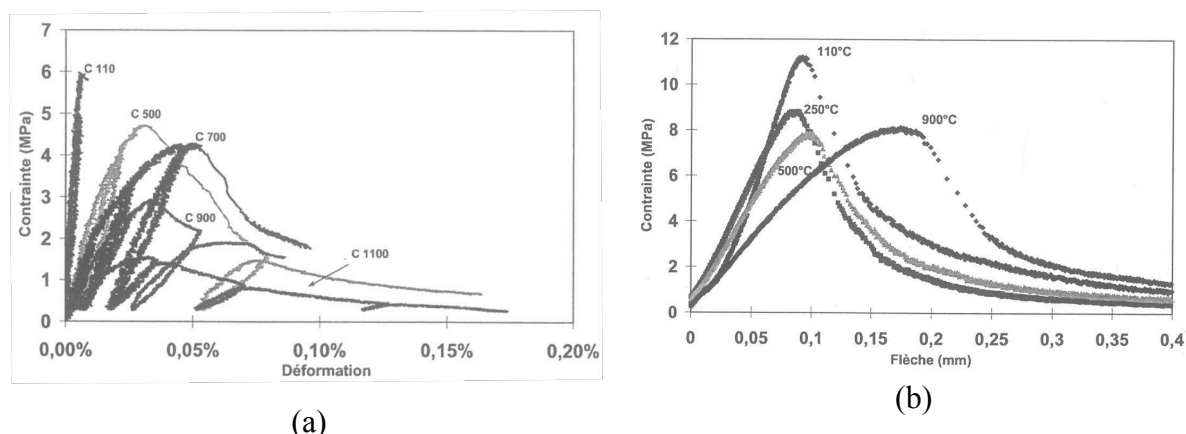 7
6
5
4
3
2
1
0
Contrainte (MPa)
C 110
C 500
C 700
C 900
C 1100
0,00%
0,05%
0,10%
0,15%
0,20%
Déformation
(a)
12
10
8
6
4
2
0
Contrainte (MPa)
110°C
250°C
900°C
500°C
0
0,05
0,1
0,15
0,2
0,25
0,3
0,35
0,4
Flèche (mm)
(b)